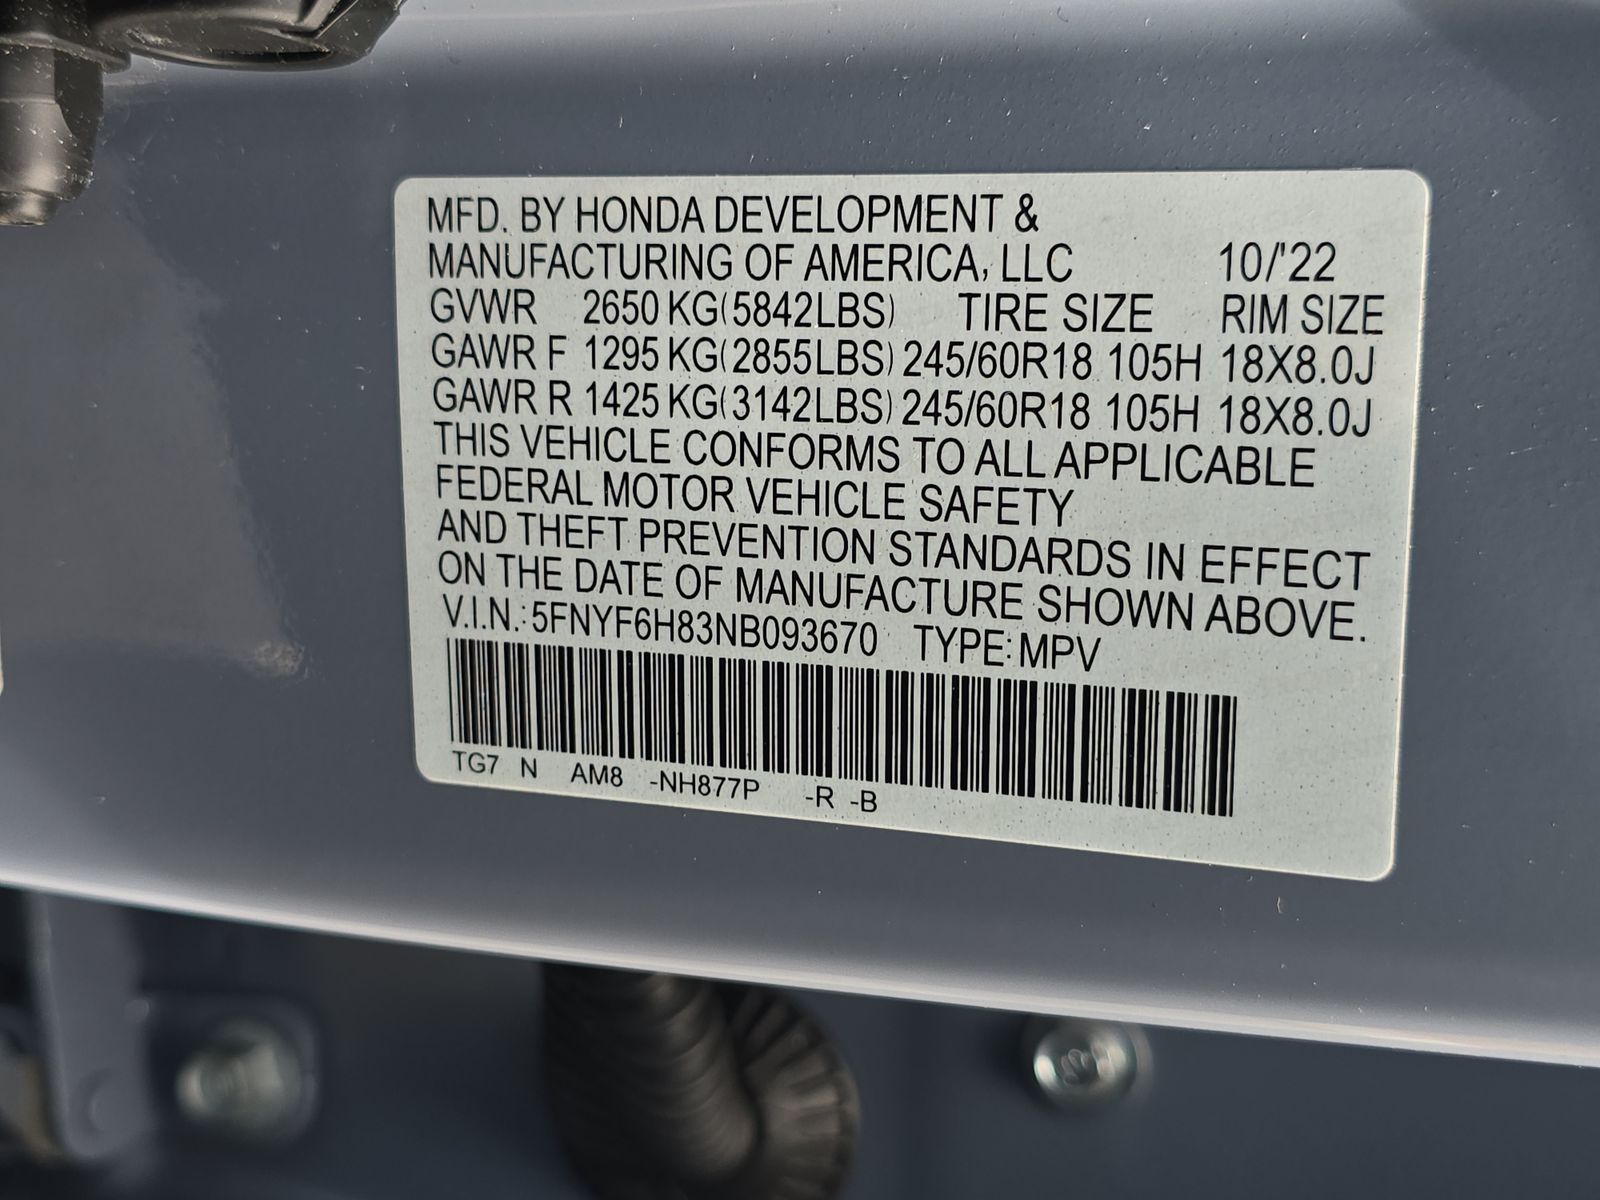 MFD. BY HONDA DEVELOPMENT &
MANUFACTURING OF AMERICA, LLC 10/'22
GVWR 2650 KG(5842LBS) TIRE SIZE RIM SIZE
GAWR F 1295 KG(2855LBS) 245/60R18 105H 18X8.0J
GAWR R 1425 KG(3142LBS) 245/60R18 105H 18X8.0J
THIS VEHICLE CONFORMS TO ALL APPLICABLE
FEDERAL MOTOR VEHICLE SAFETY
AND THEFT PREVENTION STANDARDS IN EFFECT
ON THE DATE OF MANUFACTURE SHOWN ABOVE.
V.I.N.: 5FNYF6H83NB093670 TYPE: MPV
TG7 N AM8 -NH877P -R -B